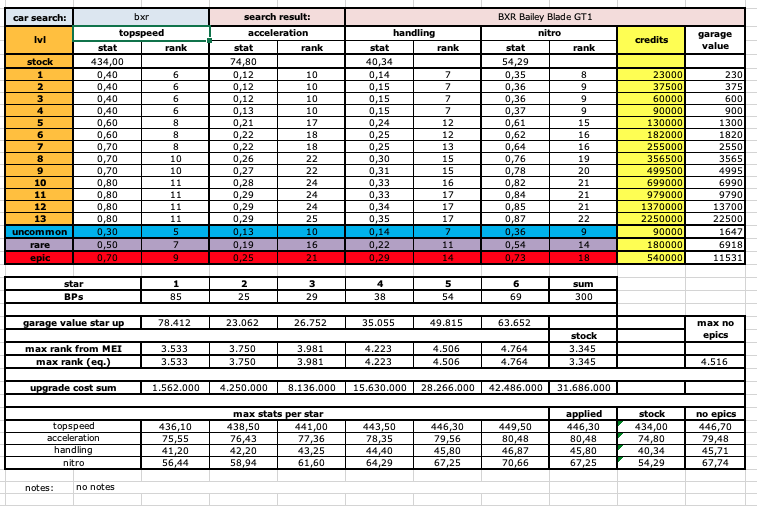 car search: bxr search result: BXR Bailey Blade GT1
lvl topspeed acceleration handling nitro credits garage value
stat rank stat rank stat rank stat rank
stock 434,00 74,80 40,34 54,29
1 0,40 6 0,12 10 0,14 7 0,35 8 23000 230
2 0,40 6 0,12 10 0,15 7 0,36 9 37500 375
3 0,40 6 0,12 10 0,15 7 0,36 9 60000 600
4 0,40 6 0,13 10 0,15 7 0,37 9 90000 900
5 0,60 8 0,21 17 0,24 12 0,61 15 130000 1300
6 0,60 8 0,22 18 0,25 12 0,62 16 182000 1820
7 0,70 8 0,22 18 0,25 13 0,64 16 255000 2550
8 0,70 10 0,26 22 0,30 15 0,76 19 356500 3565
9 0,70 10 0,27 22 0,31 15 0,78 20 499500 4995
10 0,80 11 0,28 24 0,33 16 0,82 21 699000 6990
11 0,80 11 0,29 24 0,33 17 0,84 21 979000 9790
12 0,80 11 0,29 24 0,34 17 0,85 21 1370000 13700
13 0,80 11 0,29 25 0,35 17 0,87 22 2250000 22500
uncommon 0,30 5 0,13 10 0,14 7 0,36 9 90000 1647
rare 0,50 7 0,19 16 0,22 11 0,54 14 180000 6918
epic 0,70 9 0,25 21 0,29 14 0,73 18 540000 11531
star 1 2 3 4 5 6 sum
BPs 85 25 29 38 54 69 300
garage value star up 78.412 23.062 26.752 35.055 49.815 63.652 max no epics
stock
max rank from MEI 3.533 3.750 3.981 4.223 4.506 4.764 3.345
max rank (eq.) 3.533 3.750 3.981 4.223 4.506 4.764 3.345 4.516
upgrade cost sum 1.562.000 4.250.000 8.136.000 15.630.000 28.266.000 42.486.000 31.686.000
max stats per star applied stock no epics
topspeed 436,10 438,50 441,00 443,50 446,30 449,50 446,30 434,00 446,70
acceleration 75,55 76,43 77,36 78,35 79,56 80,48 80,48 74,80 79,48
handling 41,20 42,20 43,25 44,40 45,80 46,87 45,80 40,34 45,71
nitro 56,44 58,94 61,60 64,29 67,25 70,66 67,25 54,29 67,74
notes: no notes